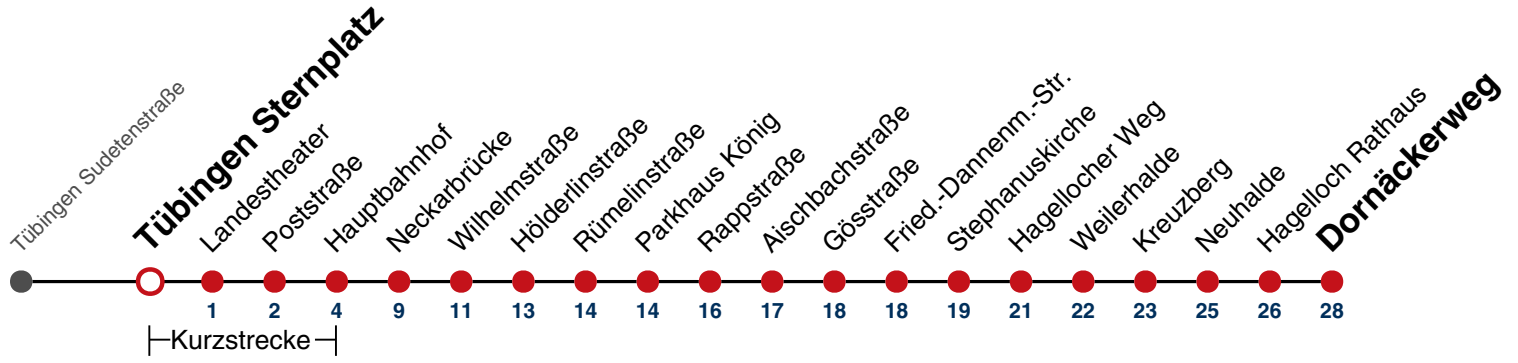 Tübingen Sudetenstraße
Tübingen Sternplatz
Landestheater
Poststraße
Hauptbahnhof
Neckarbrücke
Wilhelmstraße
Hölderlinstraße
Rümelinstraße
Parkhaus König
Rappstraße
Aischbachstraße
Gösstraße
Fried.-Dannenm.-Str.
Stephanuskirche
Hagellocher Weg
Weilerhalde
Kreuzberg
Neuhalde
Hagelloch Rathaus
Dornäckerweg
1 2 4 9 11 13 14 14 16 17 18 18 19 21 22 23 25 26 28
Kurzstrecke